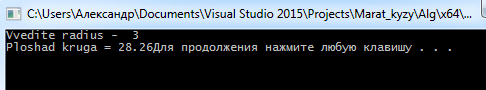 C:\Users\Александр\Documents\Visual Studio 2015\Projects\Marat_kyzy\Alg\x64\...
Vvedite radius -  3
Ploshad kruga = 28.26Для продолжения нажмите любую клавишу . . .